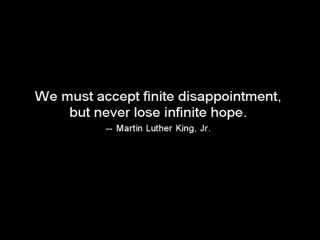 We must accept finite disappointment,
but never lose infinite hope.
-- Martin Luther King, Jr.